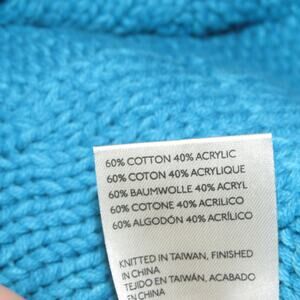 60% COTTON 40% ACRYLIC
60% COTON 40% ACRYLIQUE
60% BAUMWOLLE 40% ACRYL
60% COTONE 40% ACRILICO
60% ALGODÓN 40% ACRÍLICO
KNITTED IN TAIWAN, FINISHED
IN CHINA
TEJIDO EN TAIWÁN, ACABADO
EN CHINA